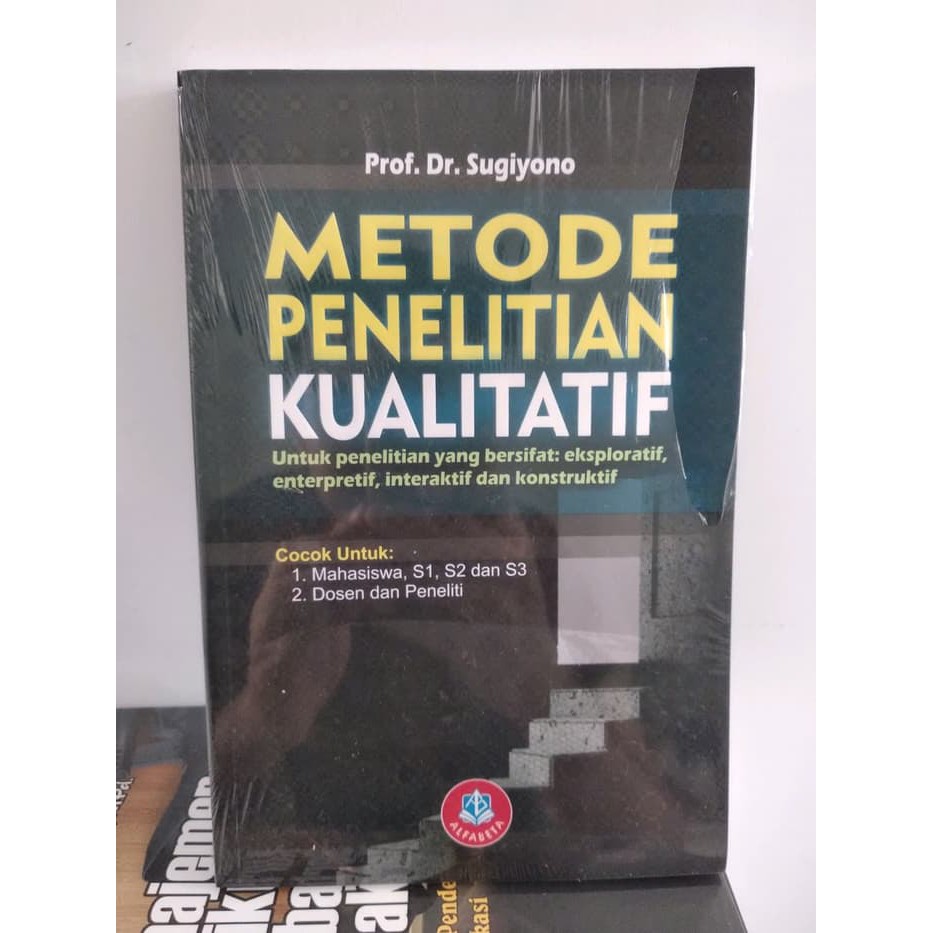 Prof. Dr. Sugiyono
METODE
PENELITIAN
KUALITATIF
Untuk penelitian yang bersifat: eksploratif,
enterpretif, interaktif dan konstruktif
Cocok Untuk:
1. Mahasiswa, S1, S2 dan S3
2. Dosen dan Peneliti
ALFABETA